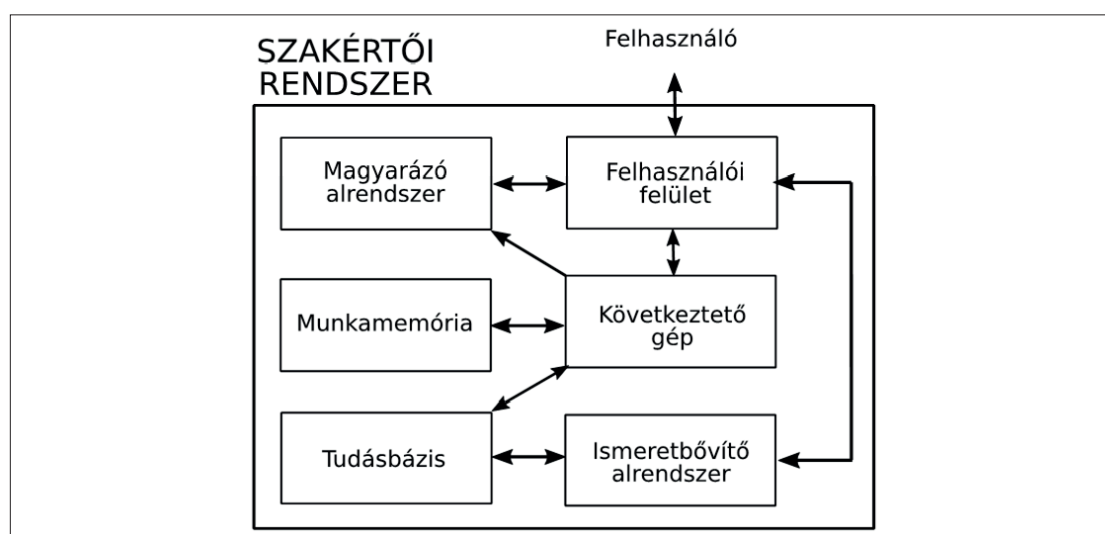 SZAKÉRTŐI
RENDSZER
Felhasználó
Magyarázó
alrendszer
Felhasználói
felület
Munkamemória
Következtető
gép
Tudásbázis
Ismeretbővítő
alrendszer